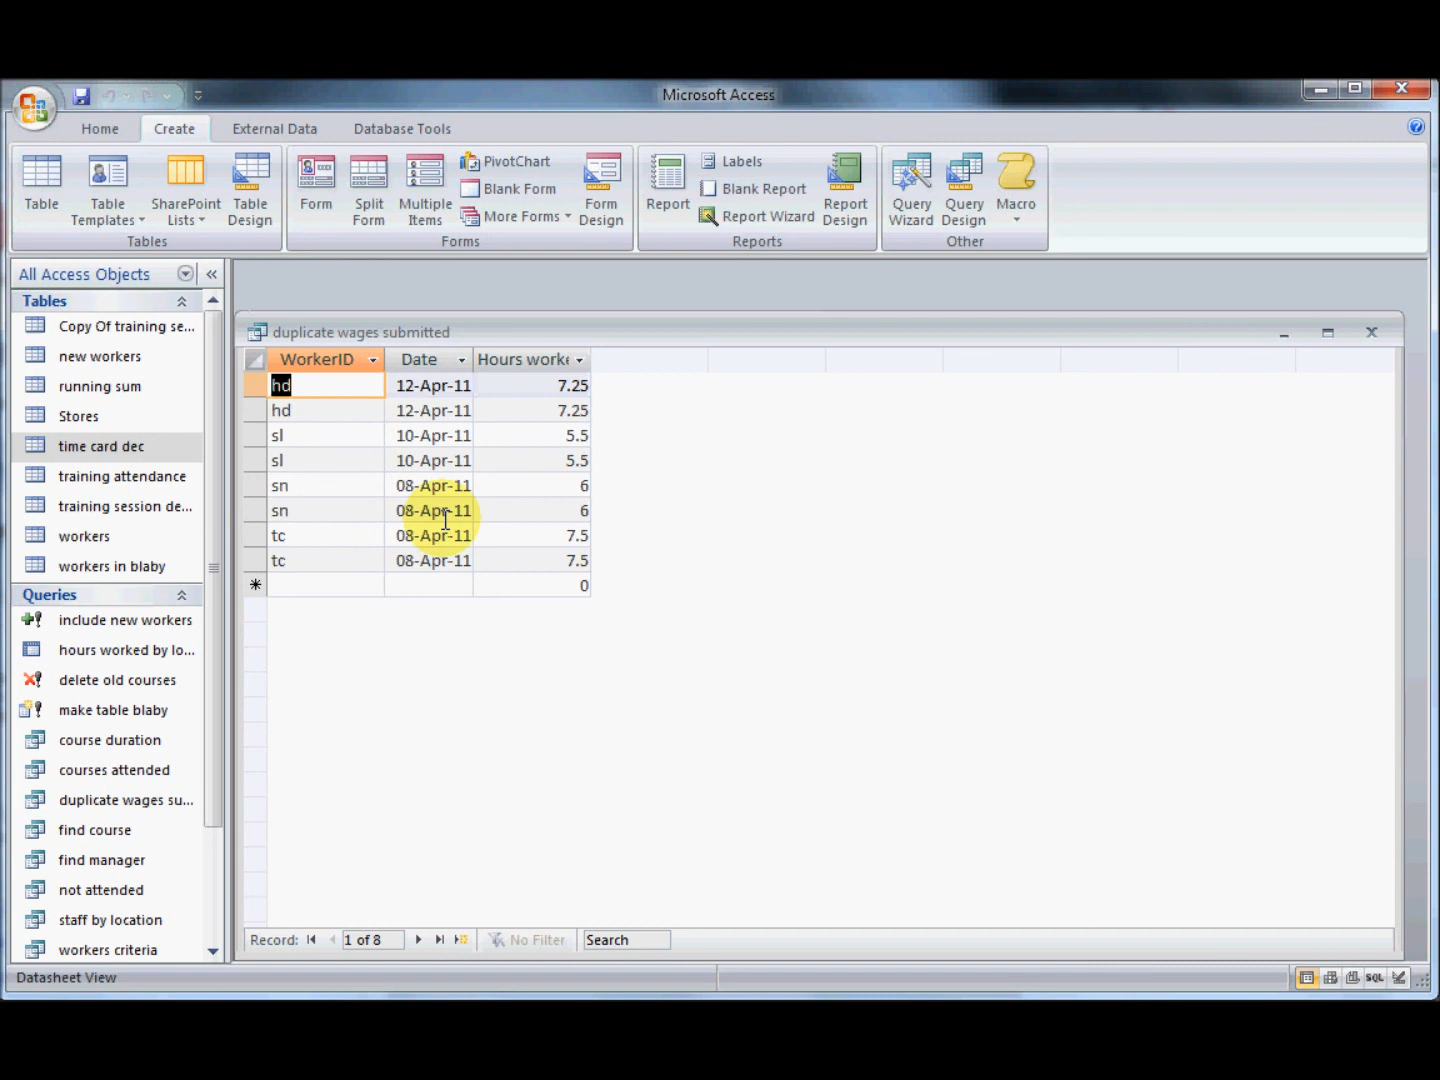 Microsoft Access
Home Create External Data Database Tools
Table
Table Templates
SharePoint Lists
Table Design
Tables
Form
Split Form
Multiple Items
PivotChart
Blank Form
More Forms
Form Design
Forms
Report
Labels
Blank Report
Report Wizard
Report Design
Reports
Query Wizard
Query Design
Macro
Other
All Access Objects «
Tables
Copy Of training se...
new workers
running sum
Stores
time card dec
training attendance
training session de...
workers
workers in blaby
Queries
include new workers
hours worked by lo...
delete old courses
make table blaby
course duration
courses attended
duplicate wages su...
find course
find manager
not attended
staff by location
workers criteria
duplicate wages submitted
WorkerID Date Hours worke
hd 12-Apr-11 7.25
hd 12-Apr-11 7.25
sl 10-Apr-11 5.5
sl 10-Apr-11 5.5
sn 08-Apr-11 6
sn 08-Apr-11 6
tc 08-Apr-11 7.5
tc 08-Apr-11 7.5
* 0
Record: 1 of 8 No Filter Search
Datasheet View SQL